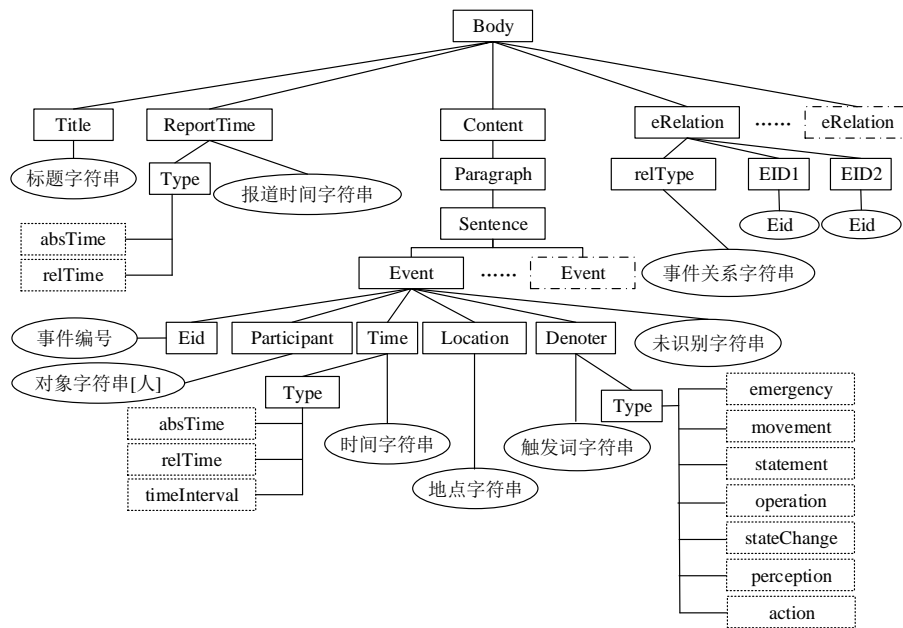 Body
Title
ReportTime
Content
eRelation
……
eRelation
标题字符串
Type
报道时间字符串
Paragraph
relType
EID1
EID2
absTime
relTime
Sentence
Eid
Eid
Event
……
Event
事件关系字符串
事件编号
Eid
Participant
Time
Location
Denoter
未识别字符串
对象字符串[人]
Type
absTime
relTime
timeInterval
时间字符串
地点字符串
触发词字符串
Type
emergency
movement
statement
operation
stateChange
perception
action